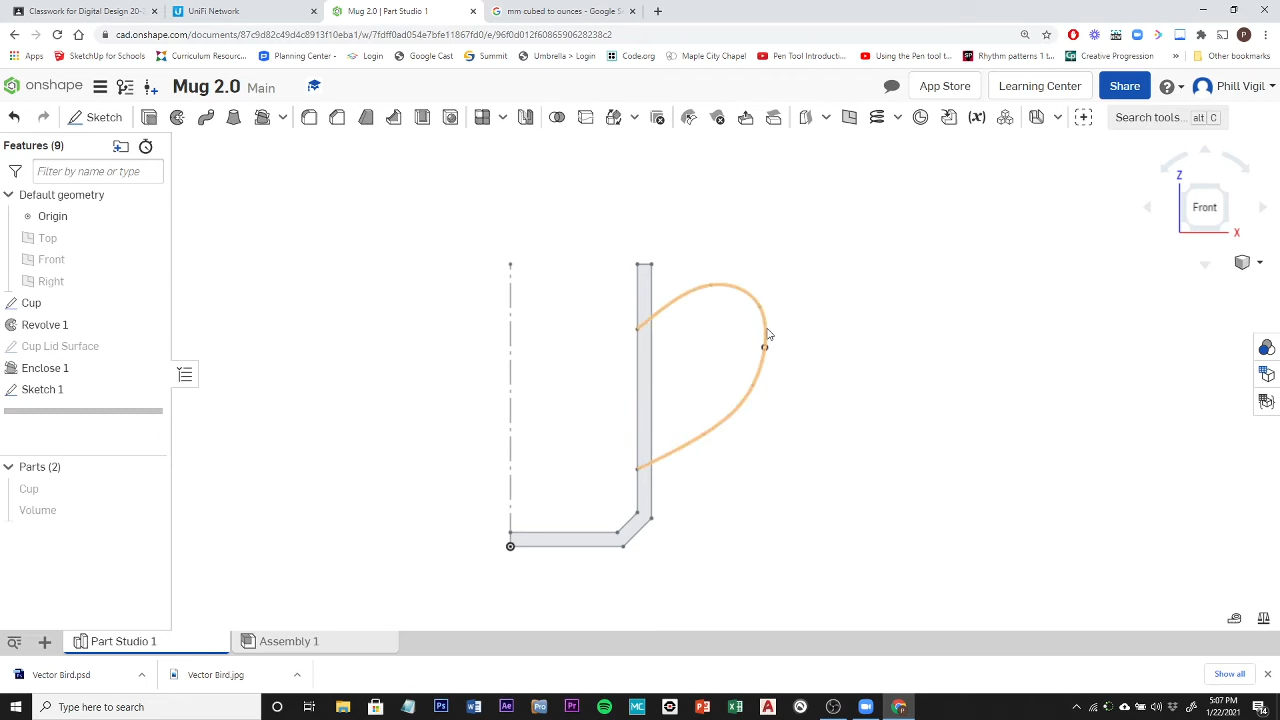 Classwork for Digital Design 20-2
UniFi Network
Mug 2.0 | Part Studio 1
mm cubed to ounces - Google Se
cad.onshape.com/documents/87c9d82c49d4c8913f10eba1/w/7fdff0ad054e7bfe11867f60/e/96f0d012f6086590628238c2
Apps
SketchUp for Schools
Curriculum Resour...
Planning Center
Google Cast
Summit
Umbrella > Login
Code.org
Maple City Chapel
Pen Tool Introducti...
Using the Pen tool t...
Rhythm patterns 1 t...
Creative Progression
Other bookmarks
onshape
Mug 2.0 Main
App Store
Learning Center
Share
Phill Vigil
Sketch
Search tools... alt C
Features (9)
Filter by name or type
Default geometry
Origin
Top
Front
Right
Cup
Revolve 1
Cup Lid Surface
Enclose 1
Sketch 1
Parts (2)
Cup
Volume
Z
Front
X
Part Studio 1
Assembly 1
Vector Bird.psd
Vector Bird.jpg
Show all
Type here to search
5:07 PM
1/22/2021